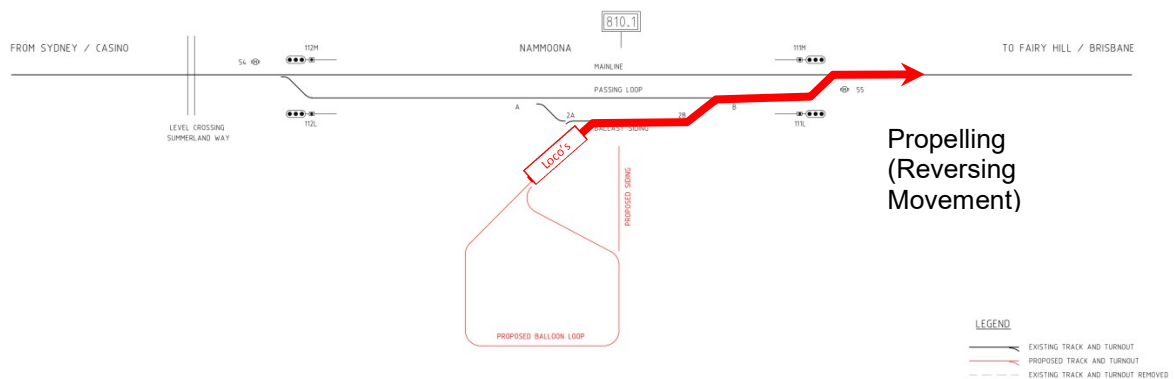 810.1
FROM SYDNEY / CASINO
112M
NAMMOONA
111M
TO FAIRY HILL / BRISBANE
54
MAINLINE
PASSING LOOP
55
A
B
2A
2B
112L
BALLAST SIDING
111L
LEVEL CROSSING
SUMMERLAND WAY
Loco's
Propelling
(Reversing
Movement)
PROPOSED SIDING
PROPOSED BALLOON LOOP
LEGEND
EXISTING TRACK AND TURNOUT
PROPOSED TRACK AND TURNOUT
EXISTING TRACK AND TURNOUT REMOVED